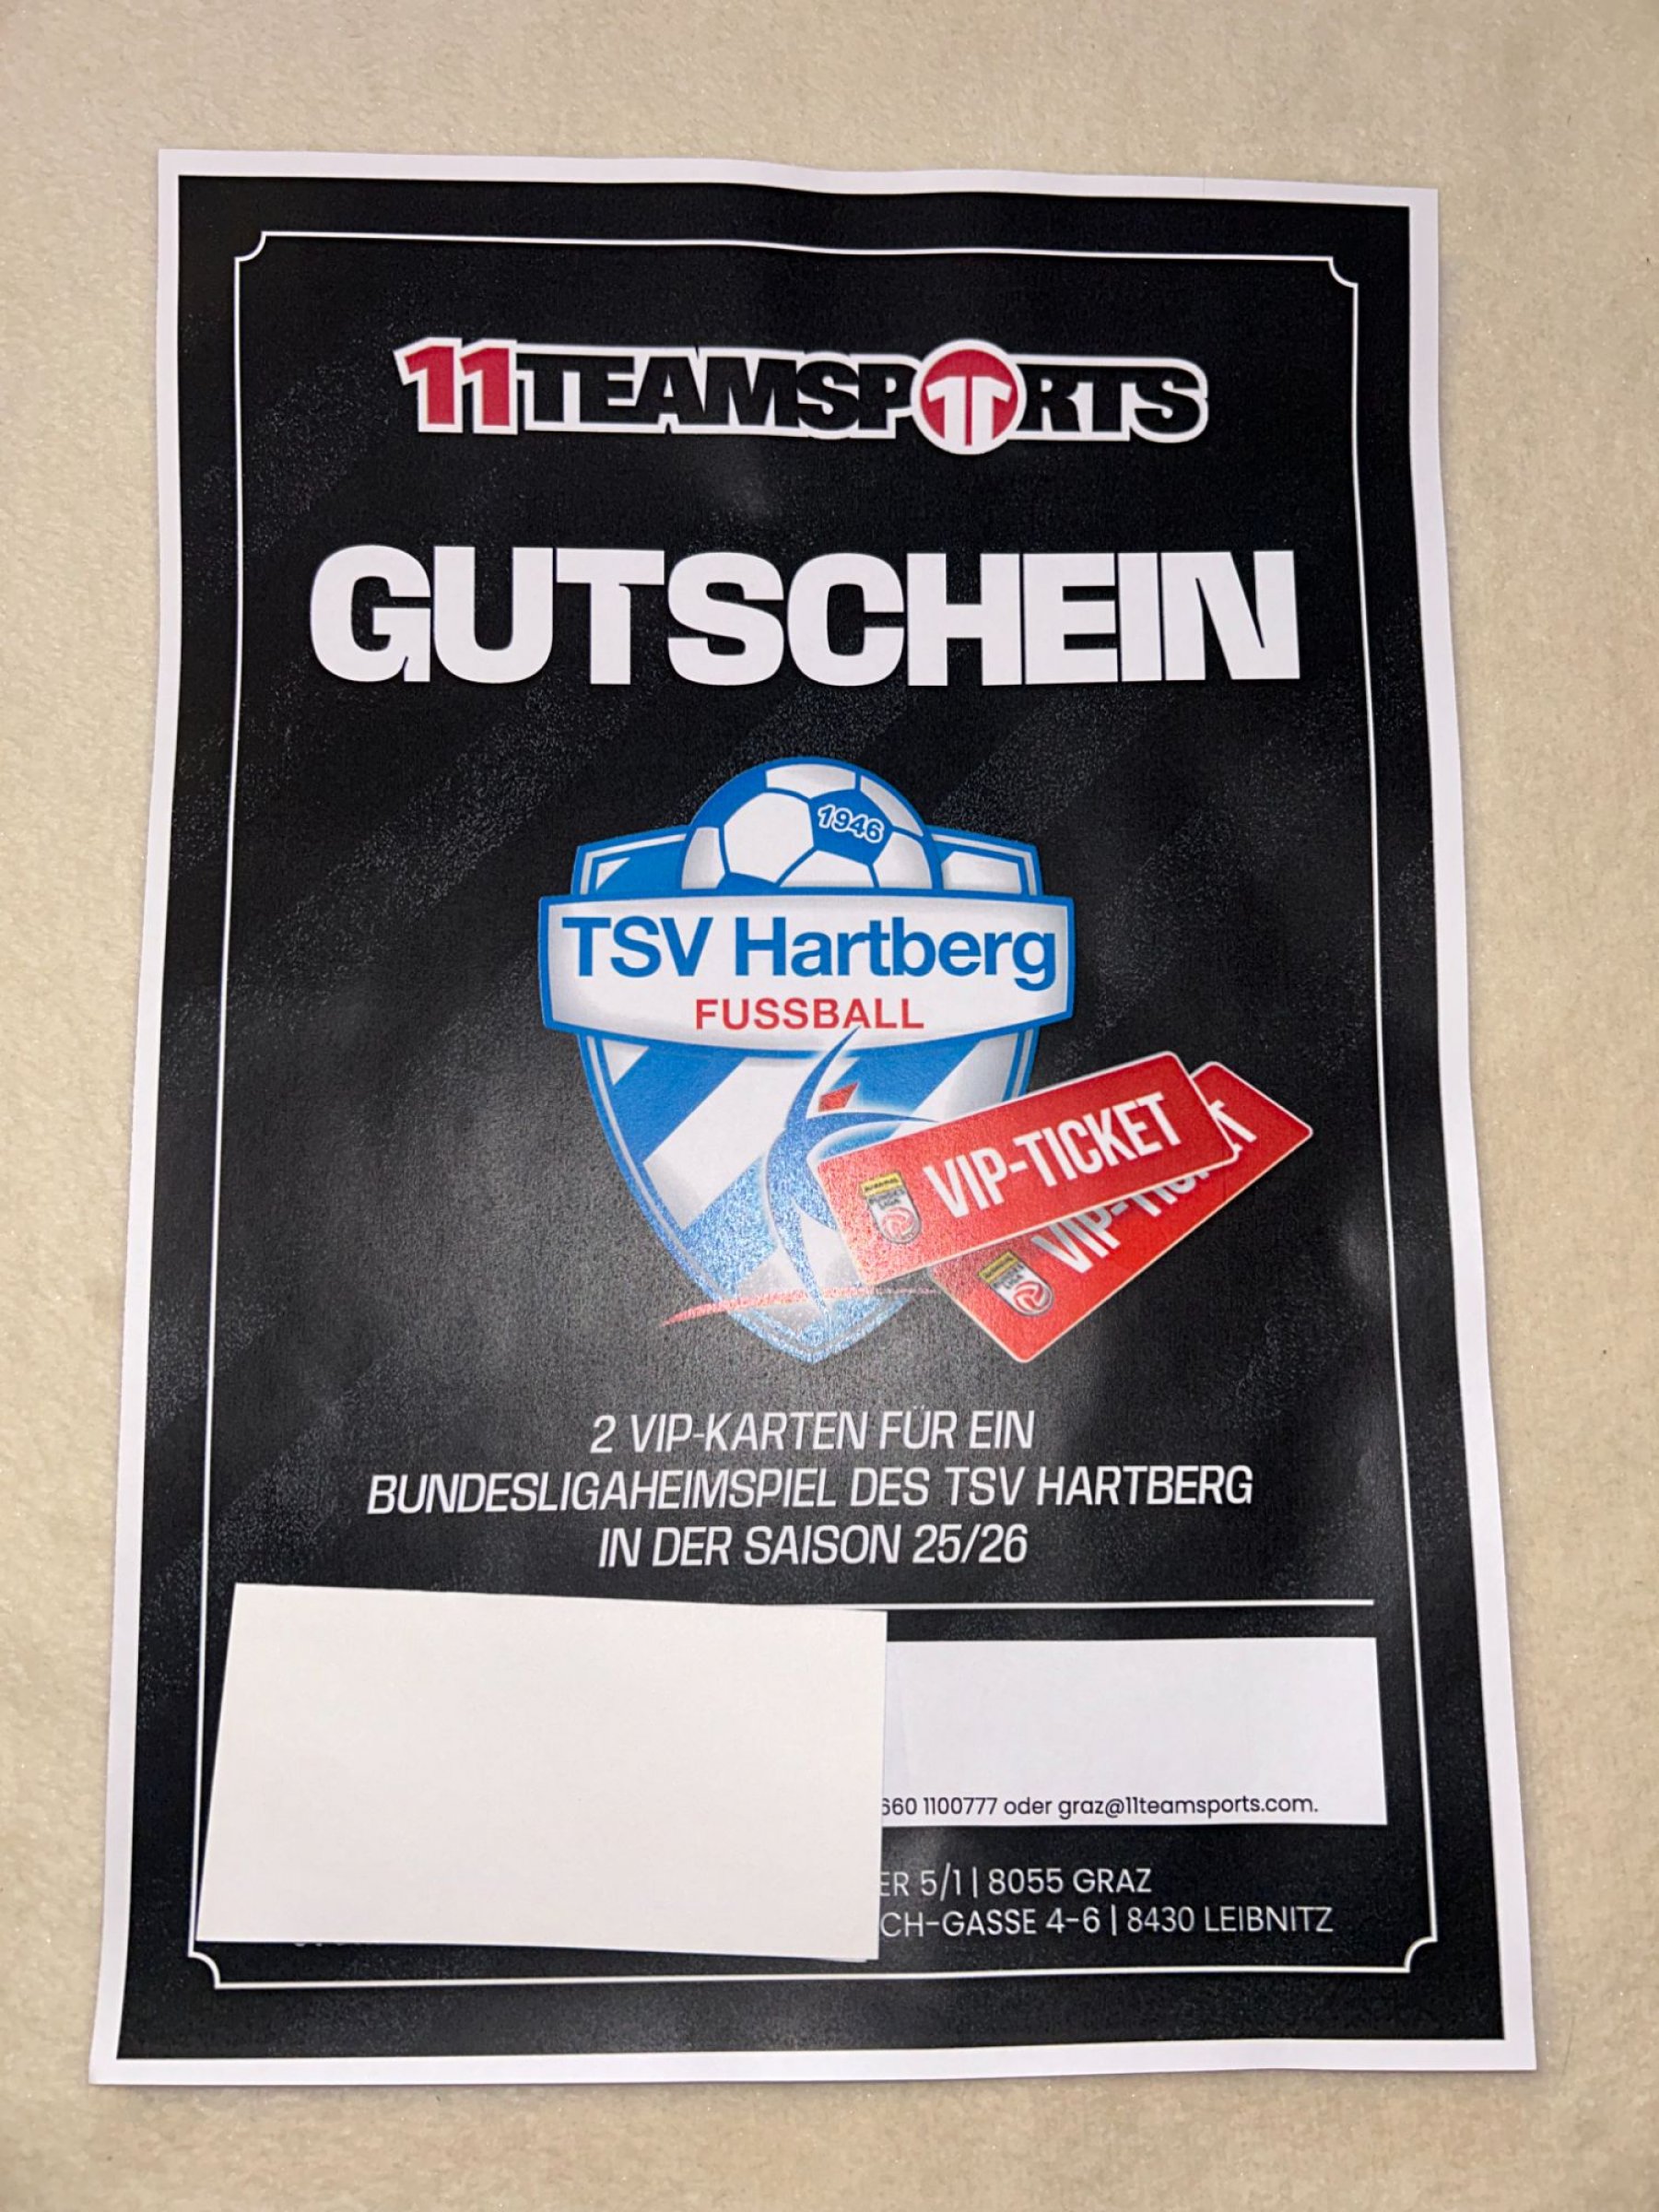 11TEAMSPORTS
GUTSCHEIN
1946
TSV Hartberg
FUSSBALL
VIP-TICKET
BUNDES
LIGA
2 VIP-KARTEN FÜR EIN
BUNDESLIGAHEIMSPIEL DES TSV HARTBERG
IN DER SAISON 25/26
660 1100777 oder graz@11teamsports.com.
ER 5/1 | 8055 GRAZ
CH-GASSE 4-6 | 8430 LEIBNITZ